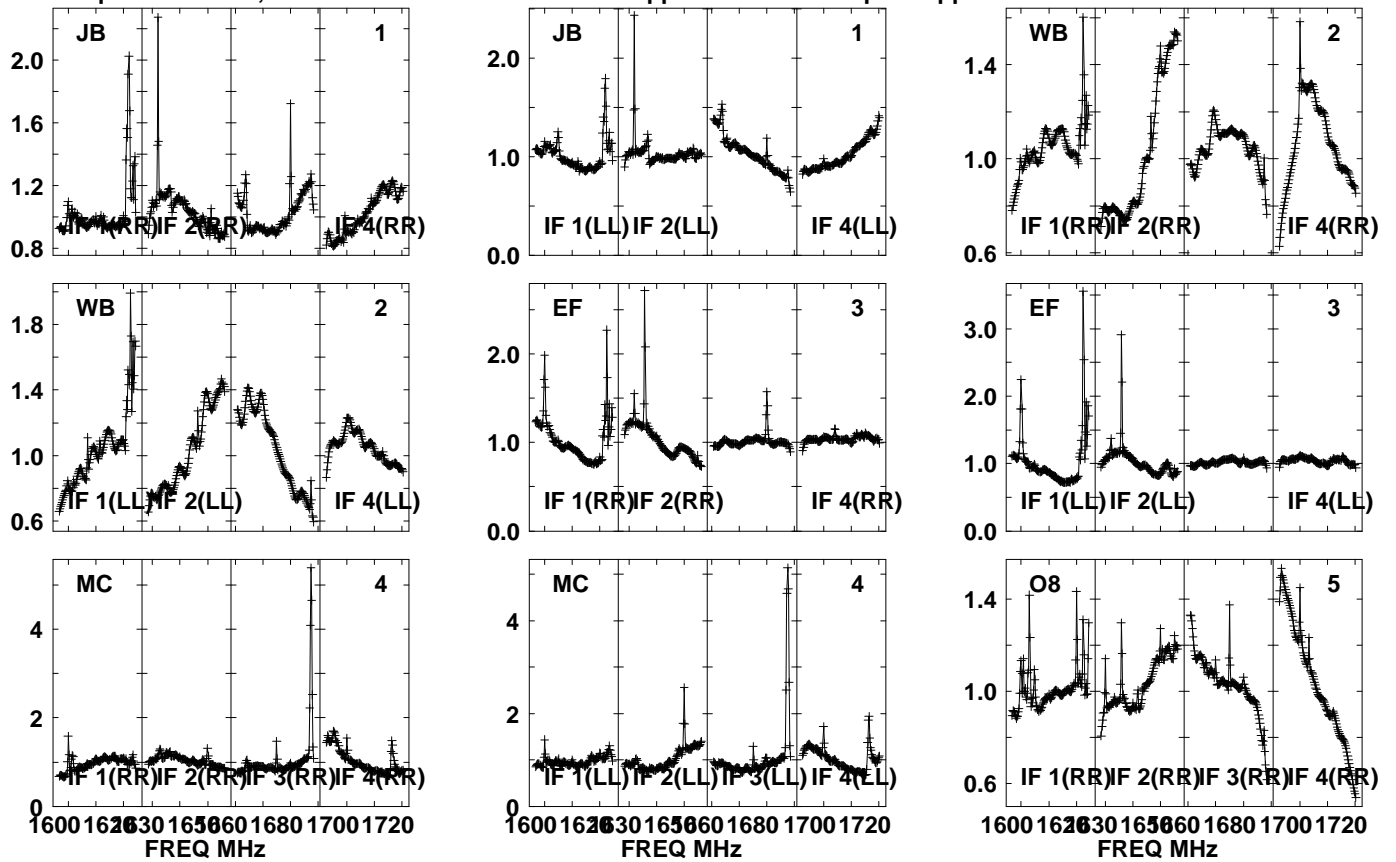 JB 1
2.2
1.8
1.6
1.2
0.8
IF 1(RR) IF 2(RR) IF 4(RR)
JB 1
2.0
1.0
0.0
IF 1(LL) IF 2(LL) IF 4(LL)
WB 2
1.4
1.0
0.6
IF 1(RR) IF 2(RR) IF 4(RR)
WB 2
1.8
1.4
1.0
0.6
IF 1(LL) IF 2(LL) IF 4(LL)
EF 3
2.0
1.0
0.0
IF 1(RR) IF 2(RR) IF 4(RR)
EF 3
3.0
2.0
1.0
0.0
IF 1(LL) IF 2(LL) IF 4(LL)
MC 4
4
2
0
IF 1(RR) IF 2(RR) IF 3(RR) IF 4(RR)
1600 1620 1630 1650 1660 1700 1720
FREQ MHz
MC 4
4
2
0
IF 1(LL) IF 2(LL) IF 3(LL) IF 4(LL)
1600 1620 1630 1650 1660 1700 1720
FREQ MHz
O8 5
1.4
1.0
0.6
IF 1(RR) IF 2(RR) IF 3(RR) IF 4(RR)
1600 1620 1630 1650 1660 1700 1720
FREQ MHz